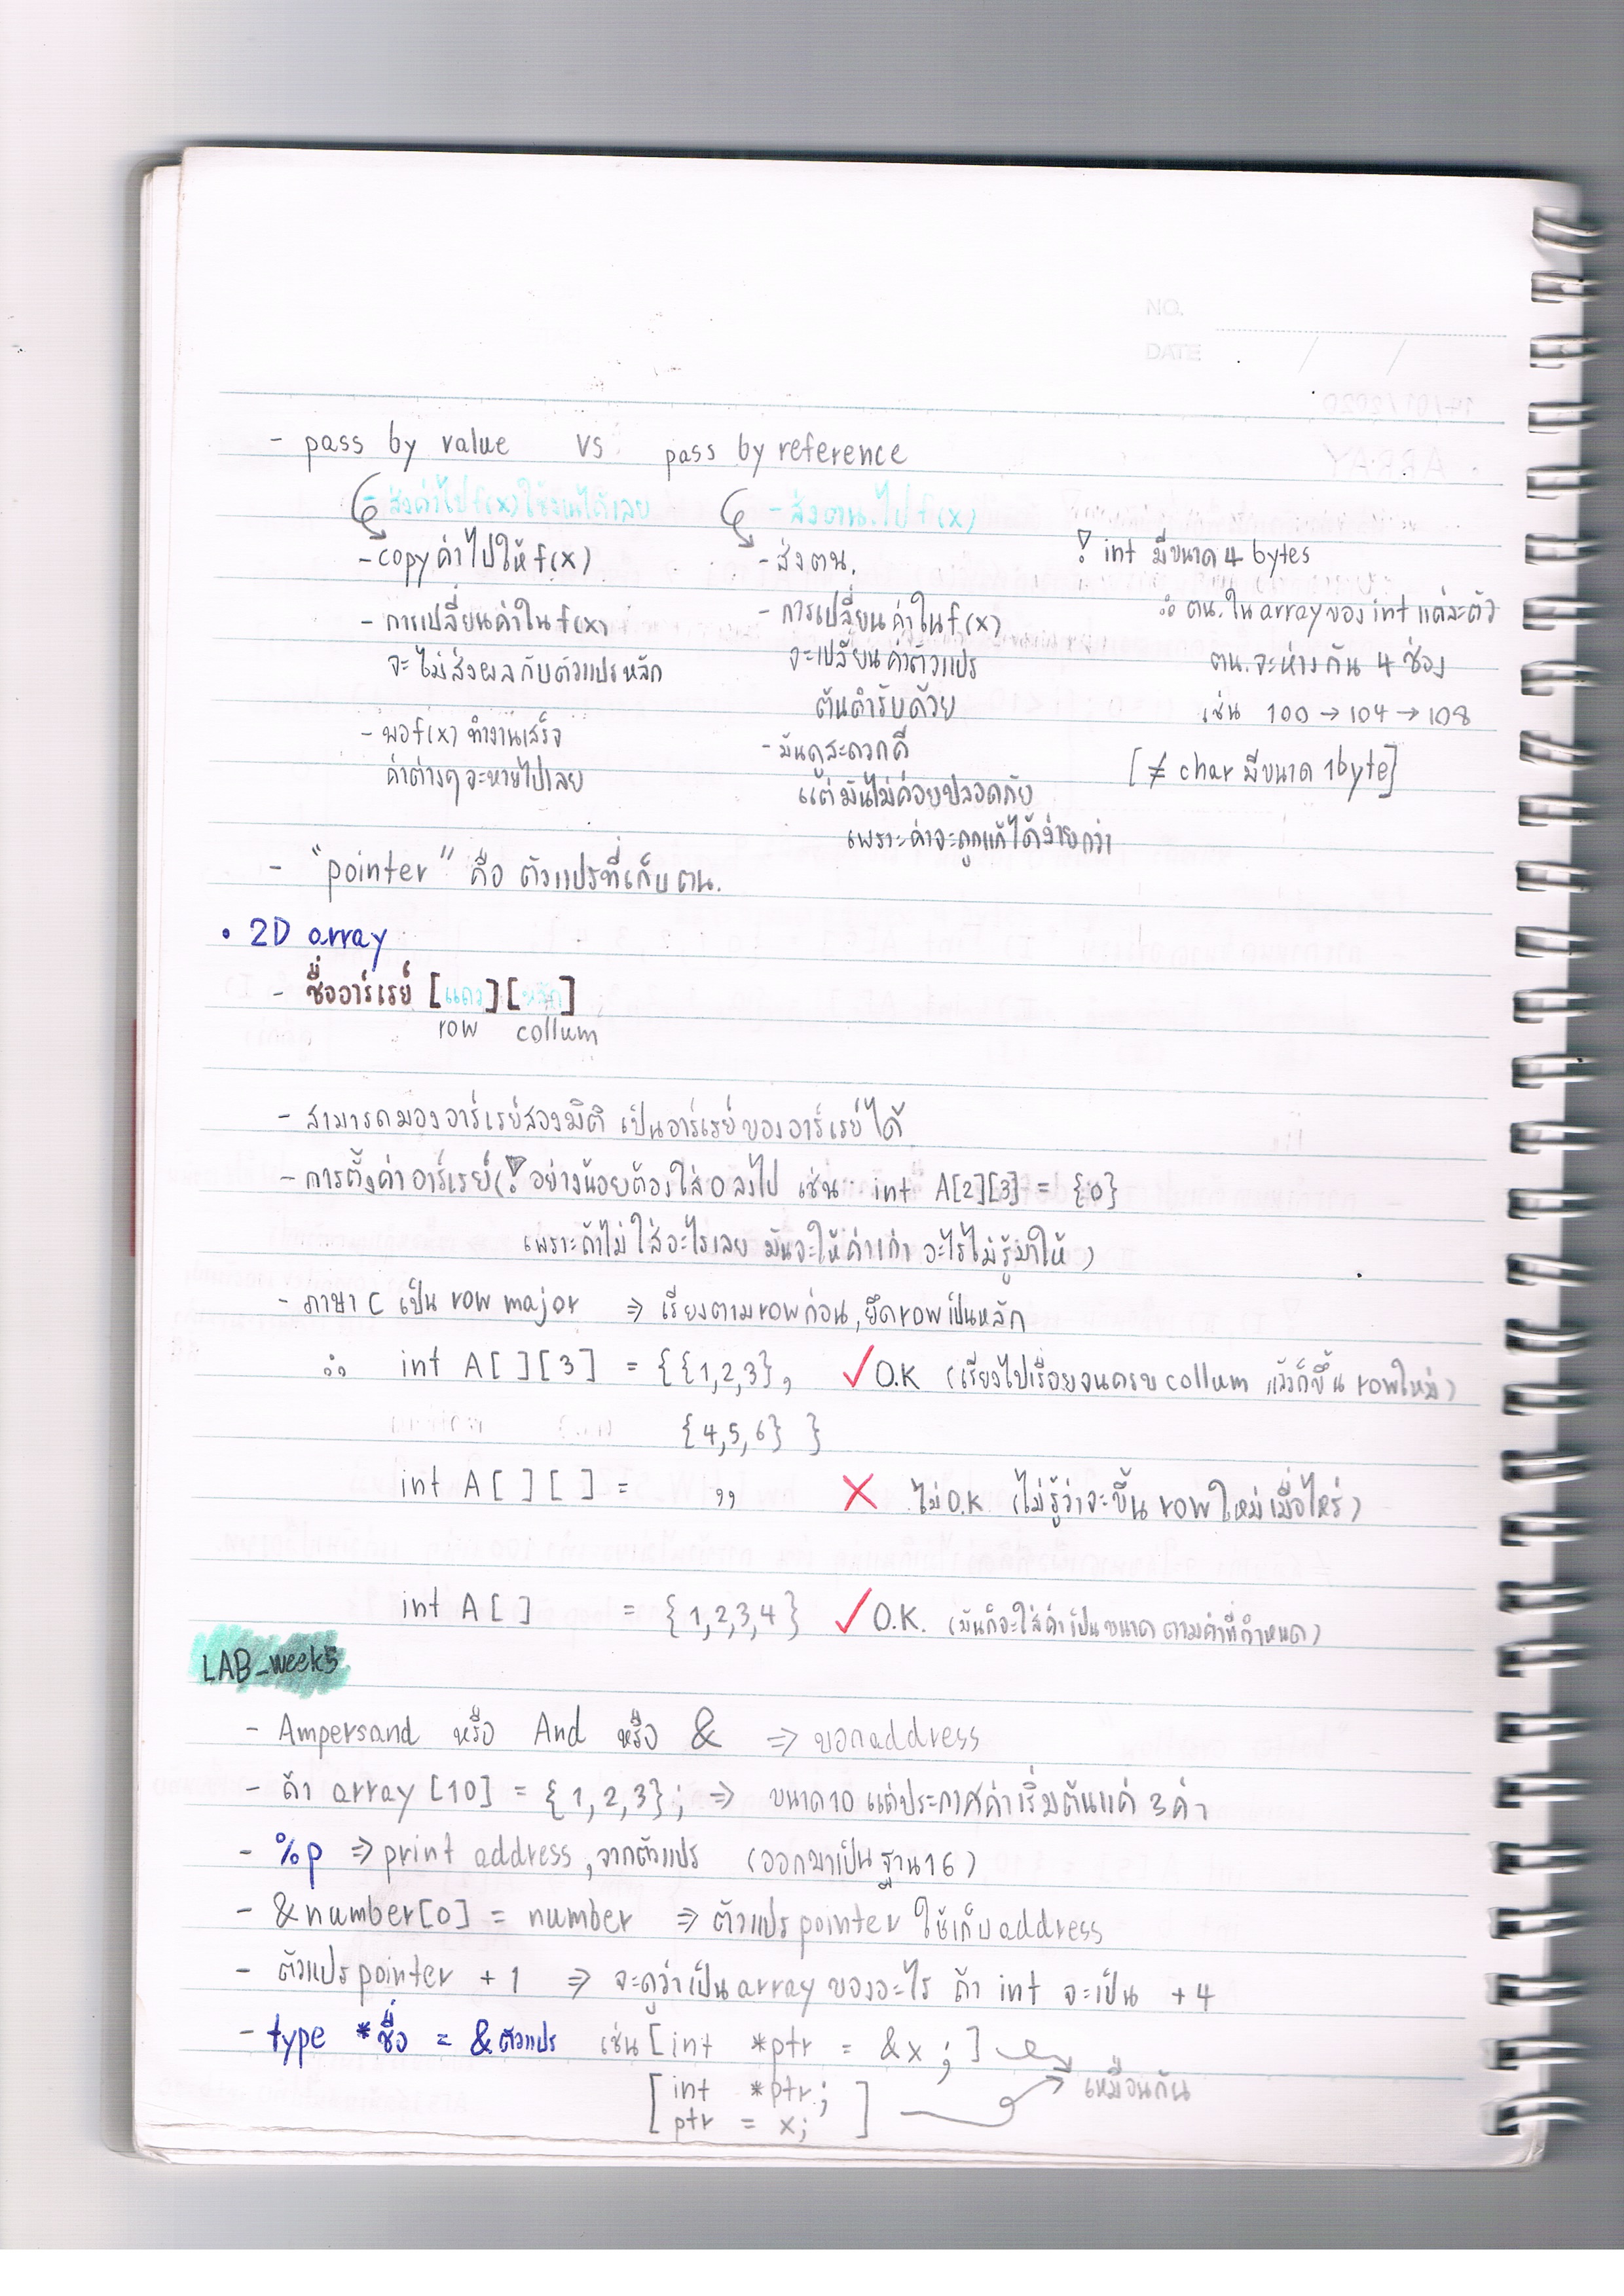 NO.
DATE
- pass by value VS pass by reference
- ส่งค่าไป f(x) ใช้งานได้เลย
- copy ค่าไปให้ f(x)
- การเปลี่ยนค่าใน f(x)
จะไม่ส่งผลกับตัวแปรหลัก
- พอ f(x) ทำงานเสร็จ
ค่าต่างๆจะหายไปเลย
- ส่งตน.ไป f(x)
- ส่งตน.
- การเปลี่ยนค่าใน f(x)
จะเปลี่ยนค่าตัวแปร
ต้นตำรับด้วย
- มันดูสะดวกดี
แต่มันไม่ค่อยปลอดภัย
เพราะค่าจะถูกแก้ได้ง่ายกว่า
! int มีขนาด 4 bytes
∴ ตน.ใน array ของ int แต่ละตัว
ตน.จะห่างกัน 4 ช่อง
เช่น 100 → 104 → 108
[ ≠ char มีขนาด 1 byte]
- "pointer" คือ ตัวแปรที่เก็บตน.
• 2D array
- ชื่ออาร์เรย์ [แถว][หลัก]
row collum
- สามารถมองอาร์เรย์สองมิติ เป็นอาร์เรย์ของอาร์เรย์ได้
- การตั้งค่าอาร์เรย์ (! อย่างน้อยต้องใส่ 0 ลงไป เช่น int A[2][3] = {0}
เพราะถ้าไม่ใส่อะไรเลย มันจะให้ค่าเก่าอะไรไม่รู้มาให้)
- ภาษา C เป็น row major ⇒ เรียงตาม row ก่อน, ยึด row เป็นหลัก
∴ int A[ ][3] = {{1,2,3}, ✓ O.K (เรียงไปเรื่อยจนครบ collum แล้วก็ขึ้น row ใหม่)
{4,5,6} }
int A[ ][ ] = ,, ✗ ไม่ O.K (ไม่รู้ว่าจะขึ้น row ใหม่เมื่อไหร่)
int A[ ] = {1,2,3,4} ✓ O.K. (มันก็จะใส่ค่าเป็นขนาดตามค่าที่กำหนด)
LAB_week5
- Ampersand หรือ And หรือ & ⇒ บอก address
- ถ้า array [10] = {1,2,3}; ⇒ ขนาด 10 แต่ประกาศค่าเริ่มต้นแค่ 3 ค่า
- %p ⇒ print address, จากตัวแปร (ออกมาเป็นฐาน 16)
- &number[0] = number ⇒ ตัวแปร pointer ใช้เก็บ address
- ตัวแปร pointer + 1 ⇒ จะดูว่าเป็น array ของอะไร ถ้า int จะเป็น +4
- type *ชื่อ = &ตัวแปร เช่น [int *ptr = &x ; ]
[ int *ptr; เหมือนกัน
ptr = x; ]